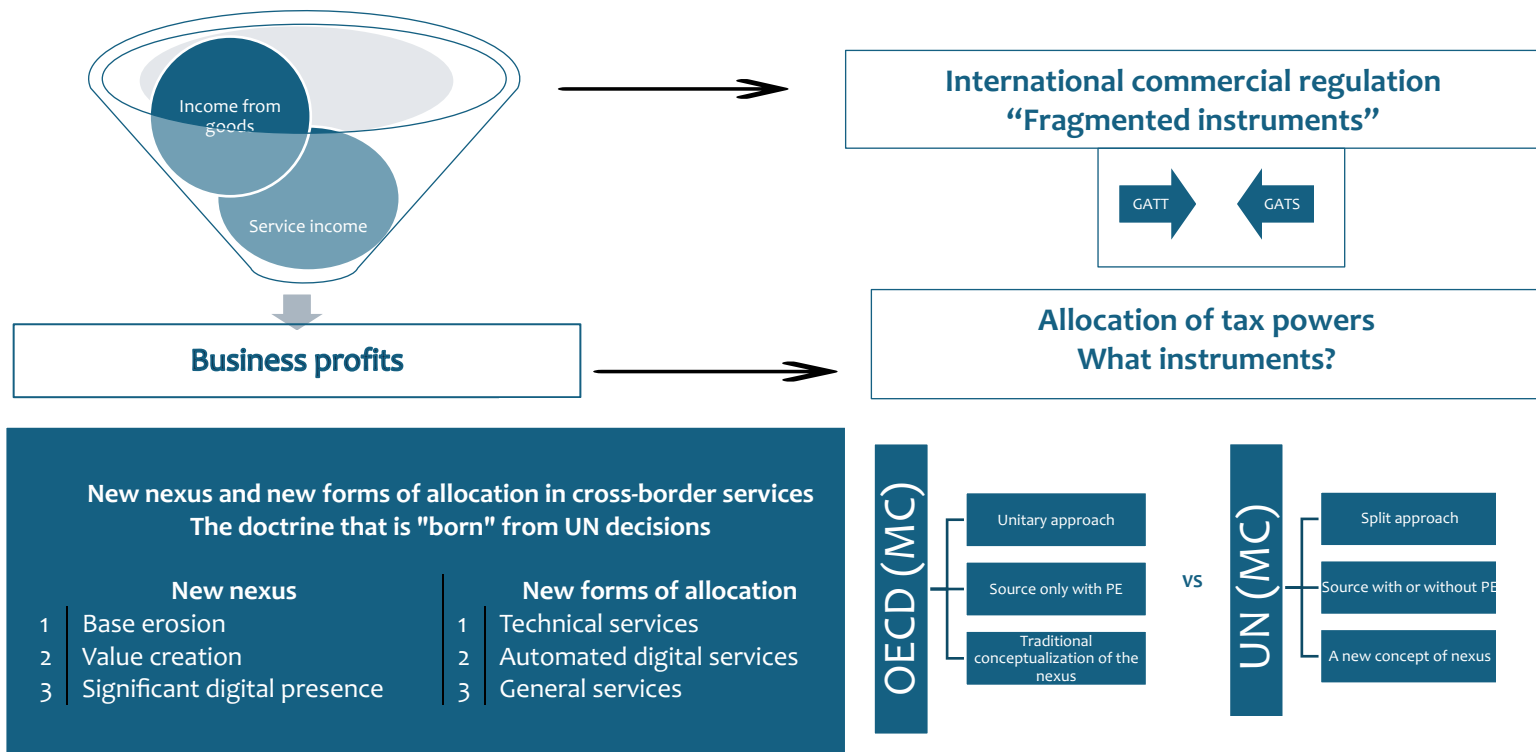 Income from
goods
Service income
Business profits
International commercial regulation
“Fragmented instruments”
GATT
GATS
Allocation of tax powers
What instruments?
New nexus and new forms of allocation in cross-border services
The doctrine that is "born" from UN decisions
New nexus
1 Base erosion
2 Value creation
3 Significant digital presence
New forms of allocation
1 Technical services
2 Automated digital services
3 General services
OECD (MC)
Unitary approach
Source only with PE
Traditional
conceptualization of the
nexus
VS
UN (MC)
Split approach
Source with or without PE
A new concept of nexus